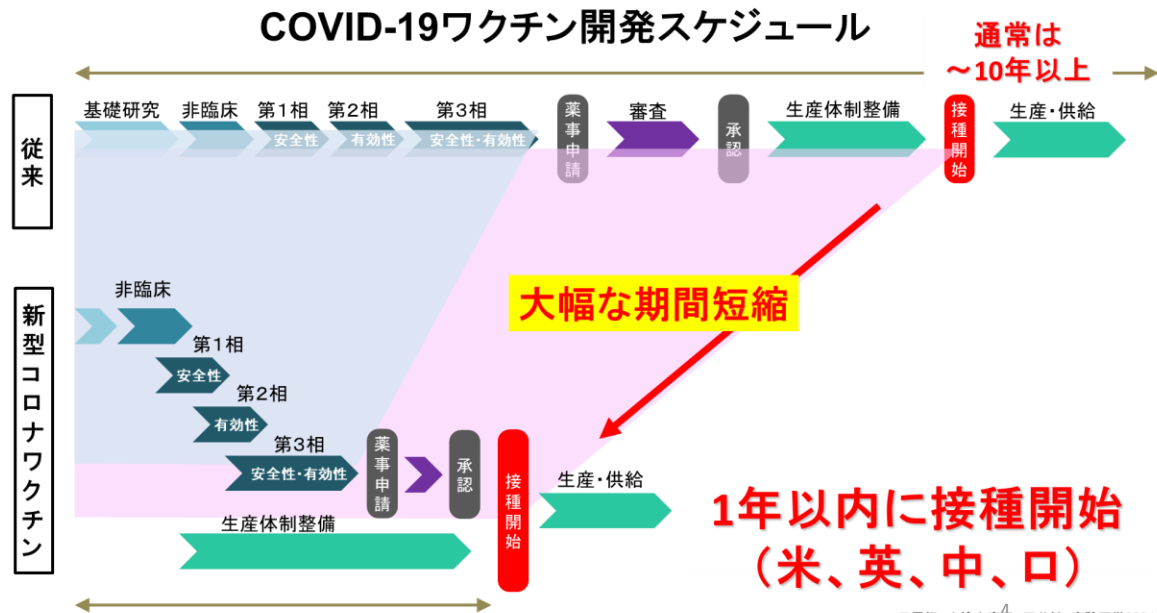 COVID-19ワクチン開発スケジュール
通常は
～10年以上
従来
基礎研究
非臨床
第1相
安全性
第2相
有効性
第3相
安全性・有効性
薬事申請
審査
承認
生産体制整備
接種開始
生産・供給
大幅な期間短縮
新型コロナワクチン
非臨床
第1相
安全性
第2相
有効性
第3相
安全性・有効性
薬事申請
承認
接種開始
生産・供給
生産体制整備
1年以内に接種開始
（米、英、中、ロ）
4